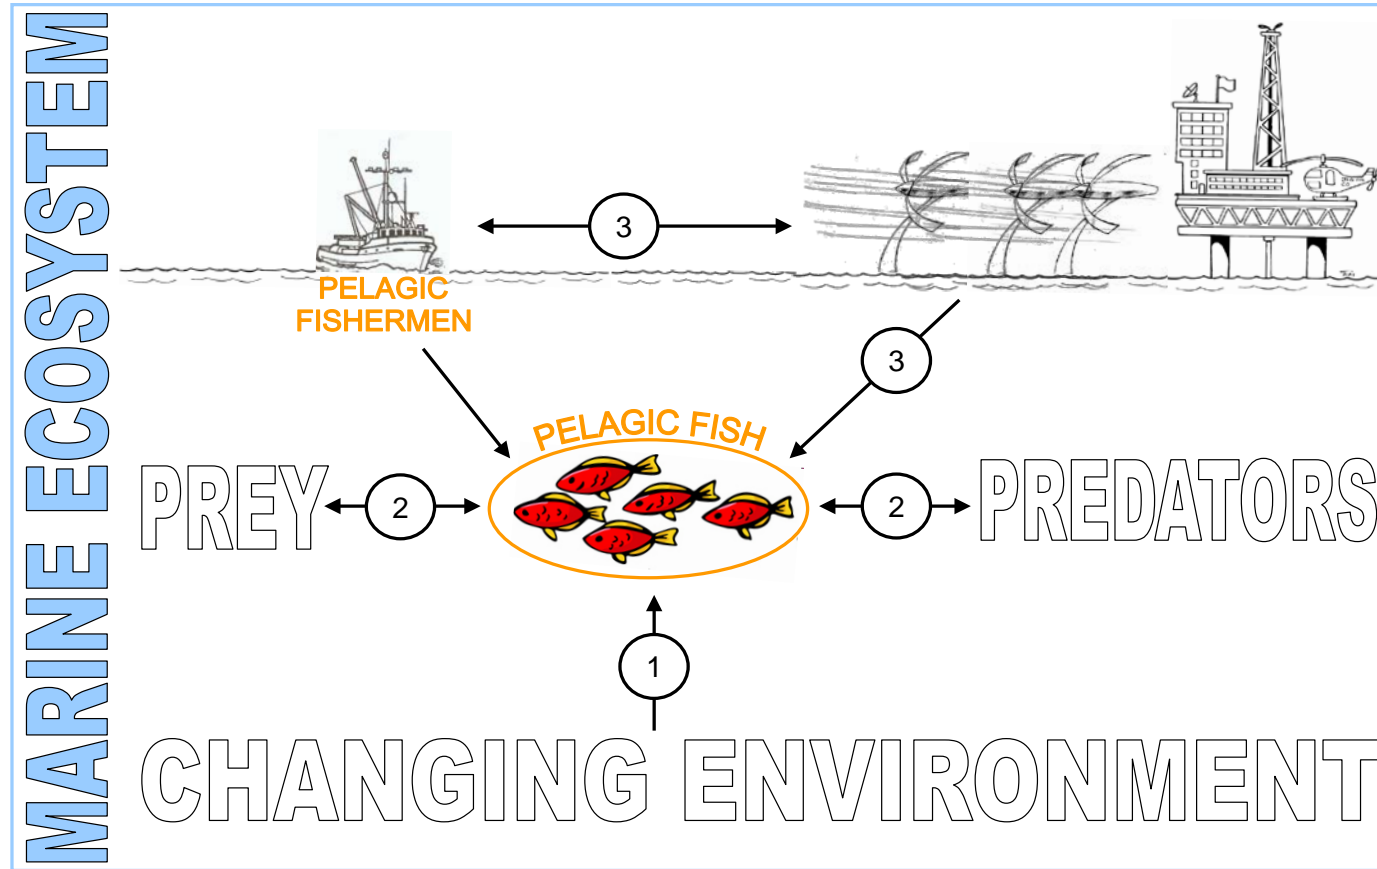 MARINE ECOSYSTEM
3
PELAGIC
FISHERMEN
3
PELAGIC FISH
PREY
2
2
PREDATORS
1
CHANGING ENVIRONMENT